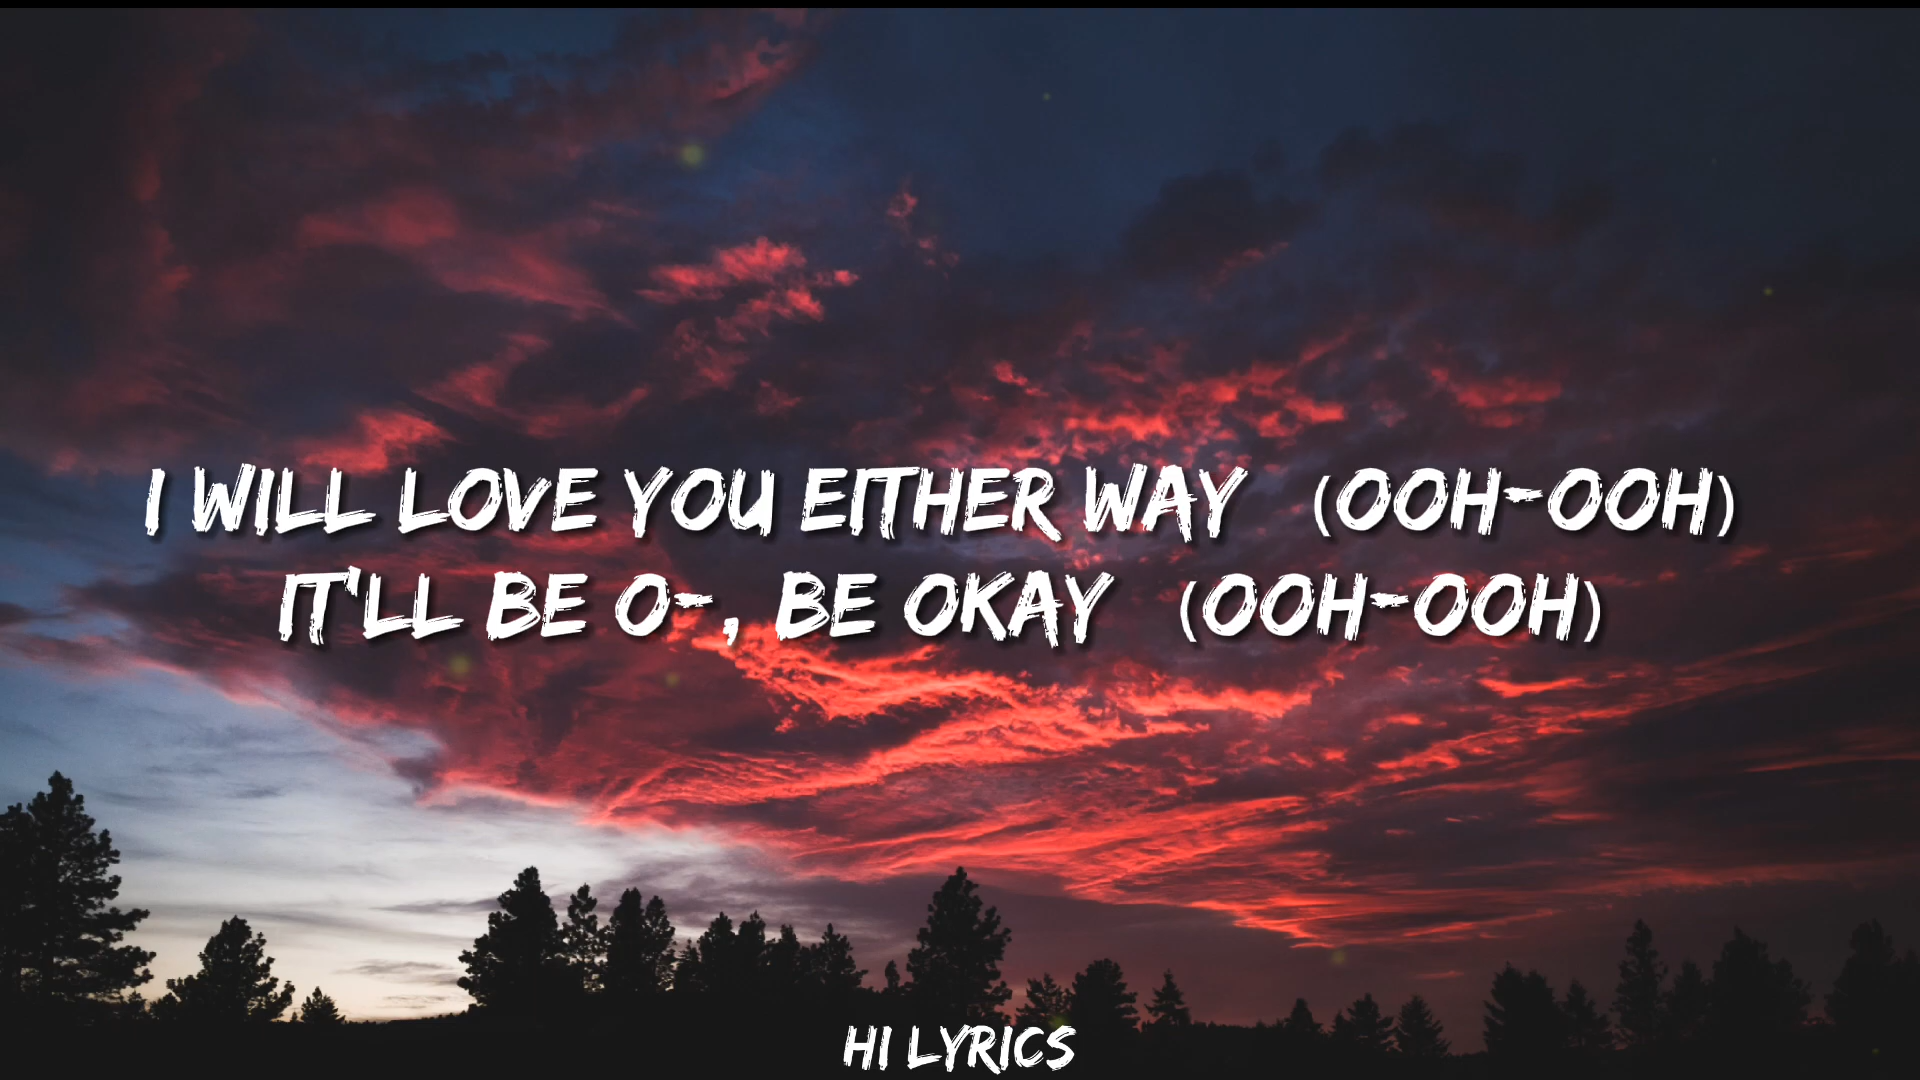 I WILL LOVE YOU EITHER WAY (OOH-OOH)
IT'LL BE O-, BE OKAY (OOH-OOH)
HI LYRICS